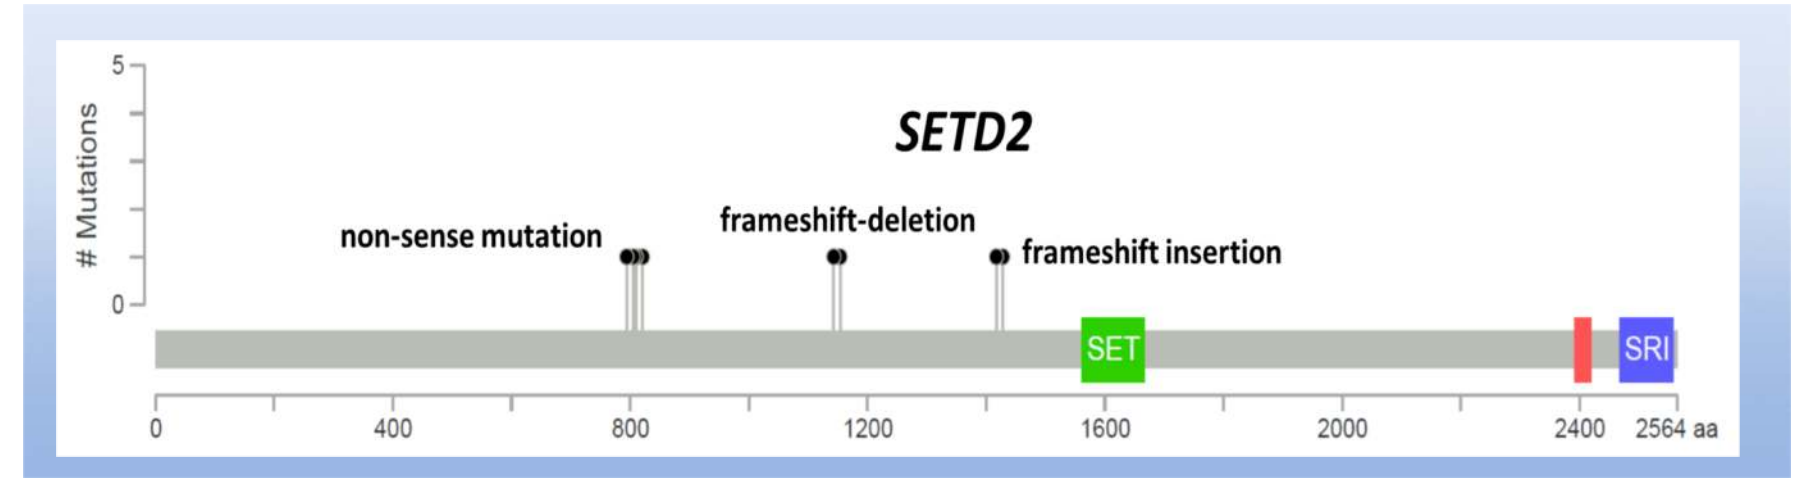 5
SETD2
# Mutations
frameshift-deletion
non-sense mutation
frameshift insertion
0
SET
SRI
0 400 800 1200 1600 2000 2400 2564 aa